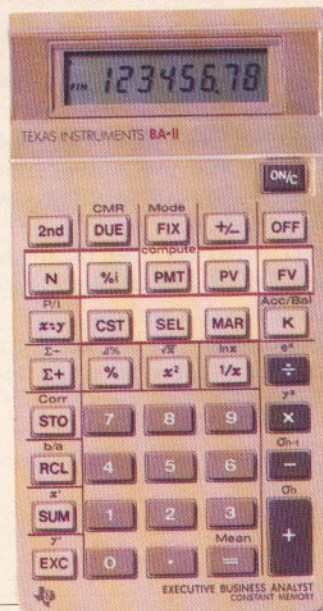 FIN 123456.78
TEXAS INSTRUMENTS BA-II
ON/C
CMR Mode
2nd DUE FIX +/− OFF
compute
N %i PMT PV FV
P/I Acc/Bal
x:y CST SEL MAR K
Σ− Δ% √x lnx eˣ
Σ+ % x² 1/x ÷
Corr yˣ
STO 7 8 9 ×
b/a σn-1
RCL 4 5 6 −
x' σn
SUM 1 2 3 +
y' Mean
EXC 0 . =
EXECUTIVE BUSINESS ANALYST
CONSTANT MEMORY